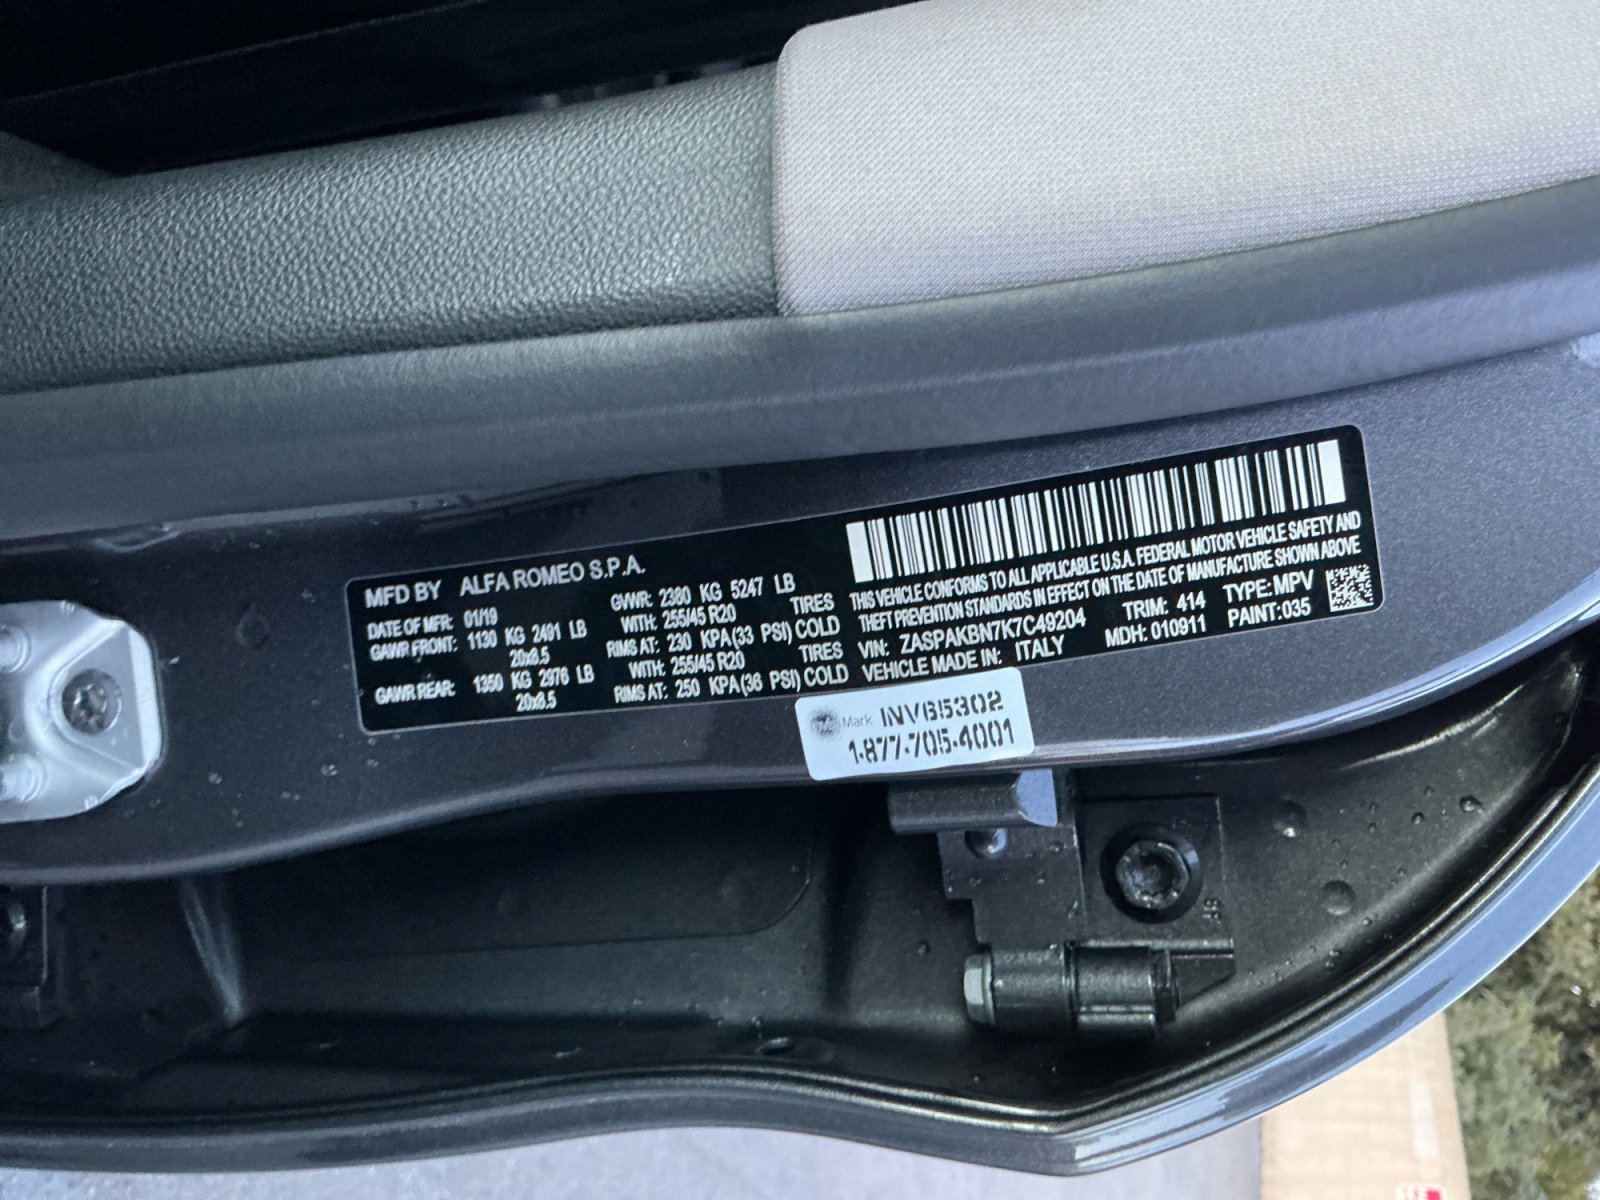 MFD BY ALFA ROMEO S.P.A.
DATE OF MFR: 01/19 GVWR: 2380 KG 5247 LB
GAWR FRONT: 1130 KG 2491 LB WITH: 255/45 R20 TIRES
20x8.5 RIMS AT: 230 KPA(33 PSI) COLD
GAWR REAR: 1350 KG 2976 LB WITH: 255/45 R20 TIRES
20x8.5 RIMS AT: 250 KPA(36 PSI) COLD
THIS VEHICLE CONFORMS TO ALL APPLICABLE U.S.A. FEDERAL MOTOR VEHICLE SAFETY AND
THEFT PREVENTION STANDARDS IN EFFECT ON THE DATE OF MANUFACTURE SHOWN ABOVE
VIN: ZASPAKBN7K7C49204 TRIM: 414 TYPE:MPV
VEHICLE MADE IN: ITALY MDH: 010911 PAINT:035
Mark INV65302
1-877-705-4001